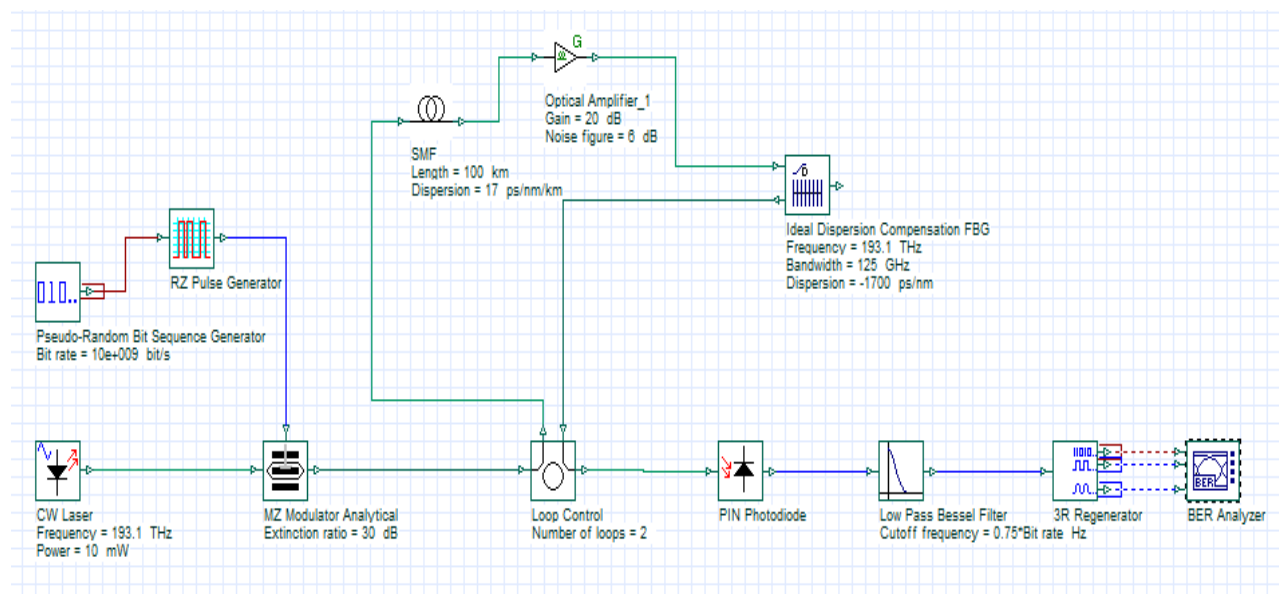 G
Optical Amplifier_1
Gain = 20 dB
Noise figure = 6 dB
SMF
Length = 100 km
Dispersion = 17 ps/nm/km
D
Ideal Dispersion Compensation FBG
Frequency = 193.1 THz
Bandwidth = 125 GHz
Dispersion = -1700 ps/nm
RZ Pulse Generator
010..
Pseudo-Random Bit Sequence Generator
Bit rate = 10e+009 bit/s
CW Laser
Frequency = 193.1 THz
Power = 10 mW
MZ Modulator Analytical
Extinction ratio = 30 dB
Loop Control
Number of loops = 2
PIN Photodiode
Low Pass Bessel Filter
Cutoff frequency = 0.75*Bit rate Hz
3R Regenerator
BER
BER Analyzer